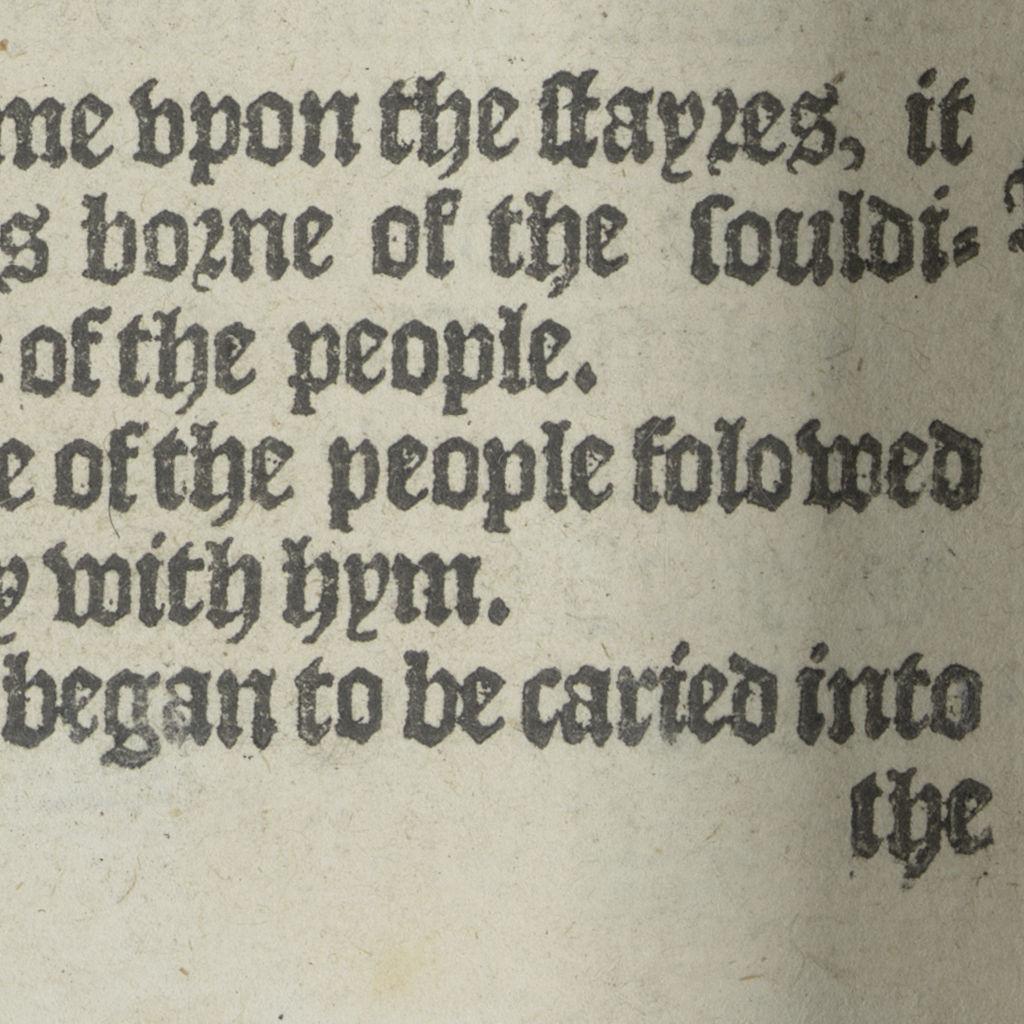 me vpon the stayres, it
s borne of the souldi-
of the people.
e of the people folowed
y with hym.
began to be caried into
the